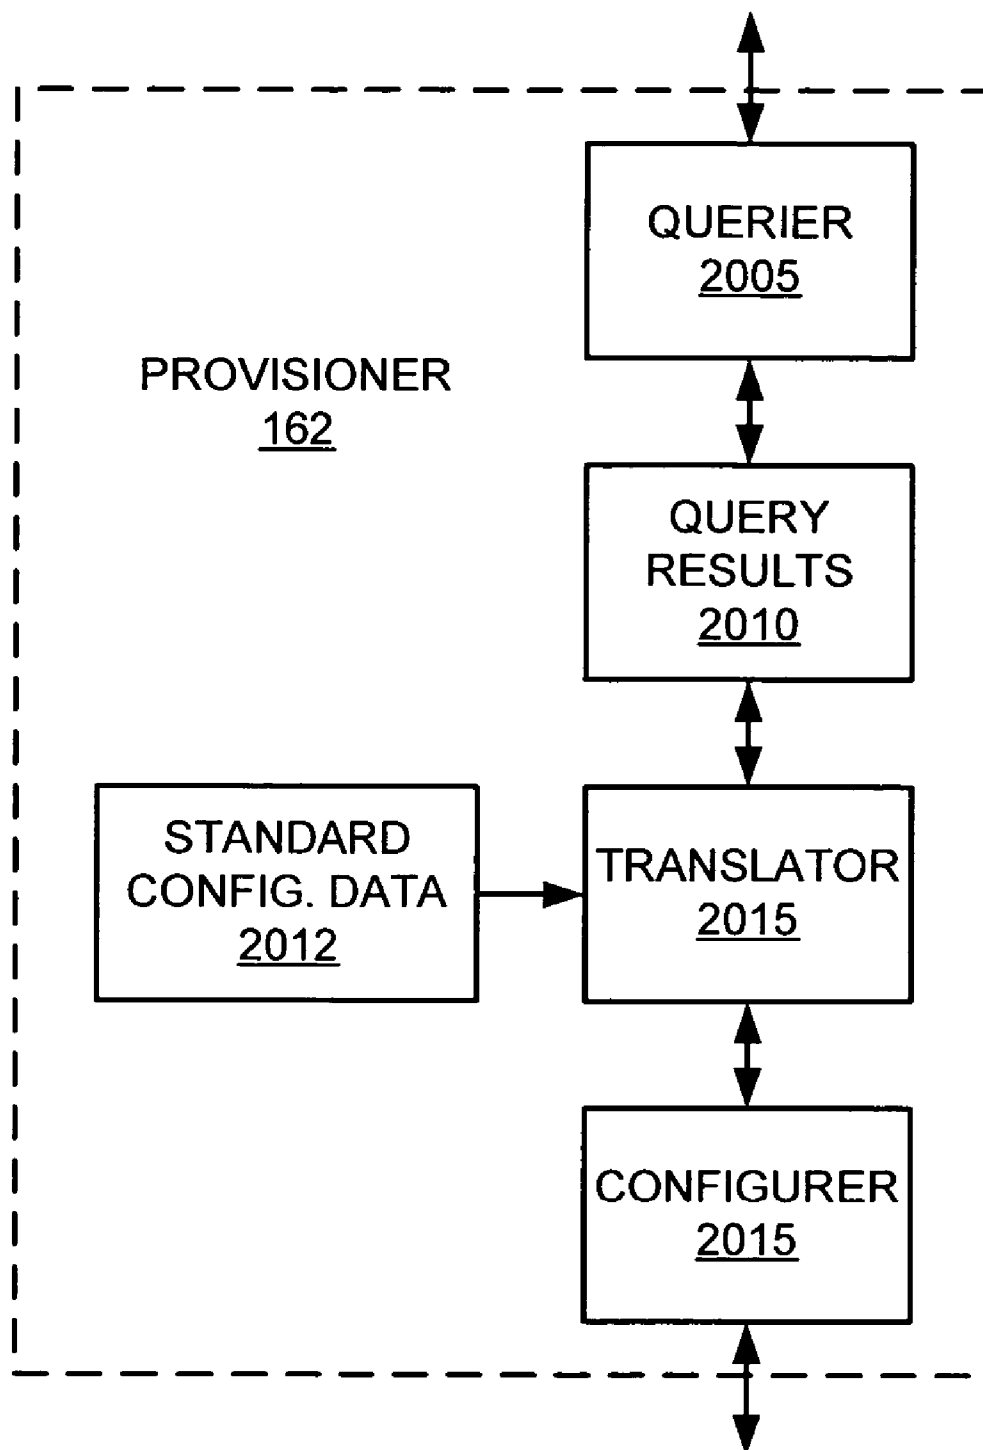 QUERIER
2005
PROVISIONER
162
QUERY
RESULTS
2010
STANDARD
CONFIG. DATA
2012
TRANSLATOR
2015
CONFIGURER
2015